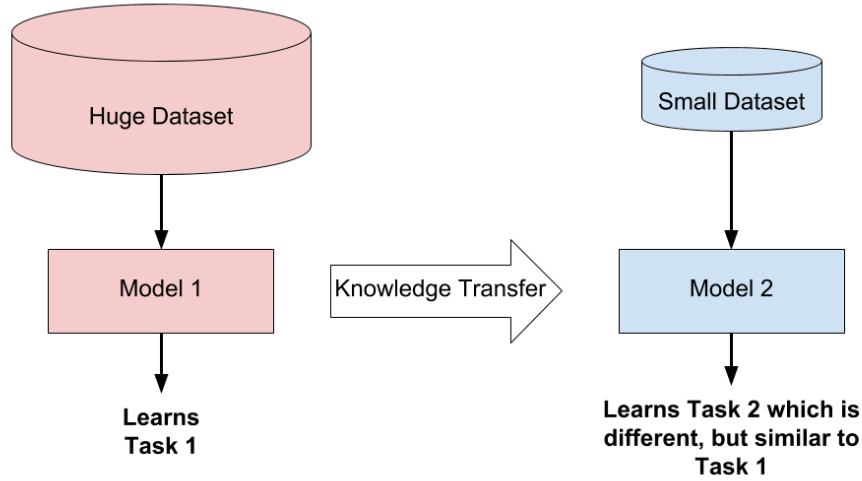 Huge Dataset
Small Dataset
Model 1
Knowledge Transfer
Model 2
Learns
Task 1
Learns Task 2 which is
different, but similar to
Task 1